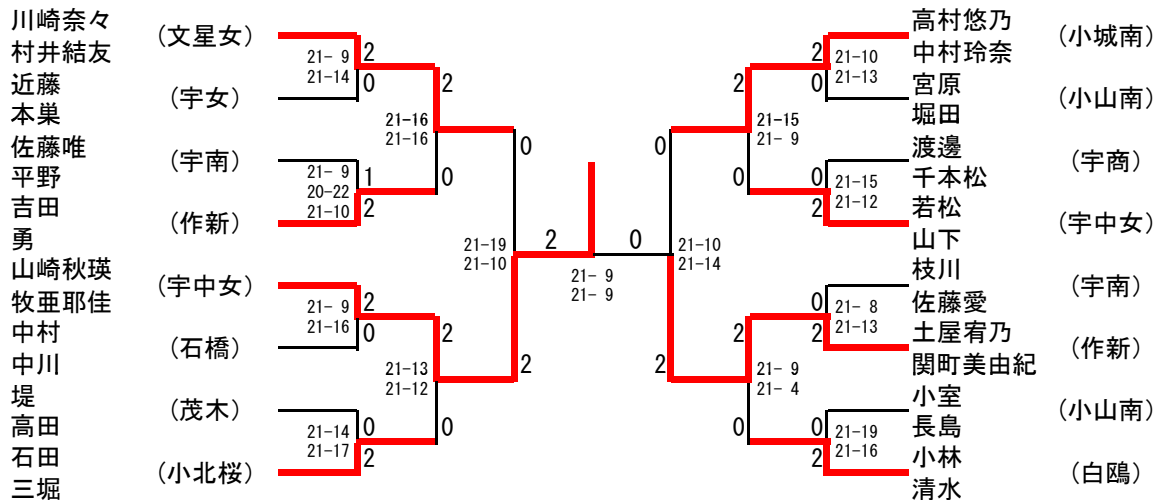 川崎奈々
村井結友
(文星女)
近藤
本巣
(宇女)
佐藤唯
平野
(宇南)
吉田
勇
(作新)
山崎秋瑛
牧亜耶佳
(宇中女)
中村
中川
(石橋)
堤
高田
(茂木)
石田
三堀
(小北桜)
21- 9
21-14
2
0
21- 9
20-22
21-10
1
2
21- 9
21-16
2
0
21-14
21-17
0
2
21-16
21-16
2
0
21-13
21-12
2
0
21-19
21-10
0
2
2
0
21- 9
21- 9
21-10
21-14
0
2
21-15
21- 9
2
0
21- 9
21- 4
2
0
21-10
21-13
2
0
21-15
21-12
0
2
21- 8
21-13
0
2
21-19
21-16
0
2
高村悠乃
中村玲奈
(小城南)
宮原
堀田
(小山南)
渡邊
千本松
(宇商)
若松
山下
(宇中女)
枝川
佐藤愛
(宇南)
土屋宥乃
関町美由紀
(作新)
小室
長島
(小山南)
小林
清水
(白鴎)